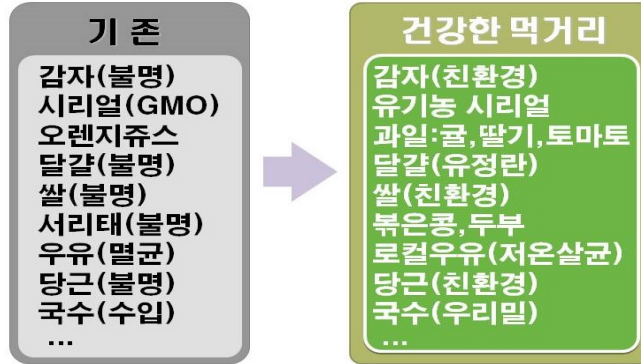 기 존
감자(불명)
시리얼(GMO)
오렌지쥬스
달걀(불명)
쌀(불명)
서리태(불명)
우유(멸균)
당근(불명)
국수(수입)
...
건강한 먹거리
감자(친환경)
유기농 시리얼
과일:귤,딸기,토마토
달걀(유정란)
쌀(친환경)
볶은콩,두부
로컬우유(저온살균)
당근(친환경)
국수(우리밀)
...